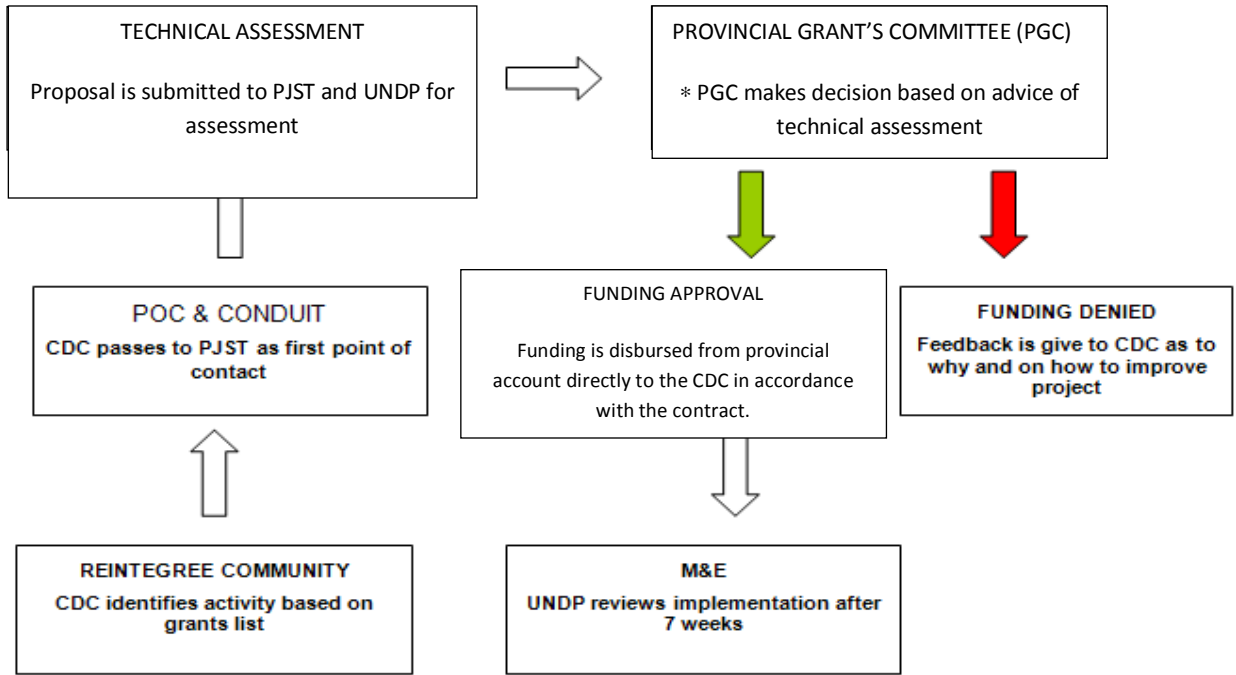 TECHNICAL ASSESSMENT
Proposal is submitted to PJST and UNDP for
assessment
PROVINCIAL GRANT’S COMMITTEE (PGC)
* PGC makes decision based on advice of
technical assessment
POC & CONDUIT
CDC passes to PJST as first point of
contact
FUNDING APPROVAL
Funding is disbursed from provincial
account directly to the CDC in accordance
with the contract.
FUNDING DENIED
Feedback is give to CDC as to
why and on how to improve
project
REINTEGREE COMMUNITY
CDC identifies activity based on
grants list
M&E
UNDP reviews implementation after
7 weeks